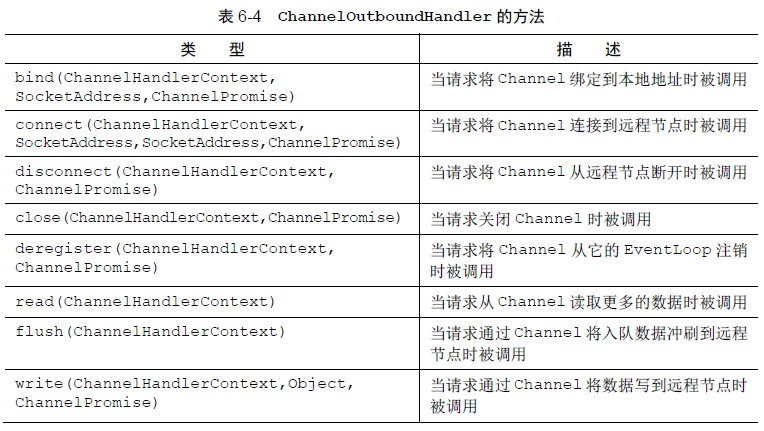 表 6-4 ChannelOutboundHandler 的方法
类 型 描 述
bind(ChannelHandlerContext,
SocketAddress,ChannelPromise)
当请求将 Channel 绑定到本地地址时被调用
connect(ChannelHandlerContext,
SocketAddress,SocketAddress,ChannelPromise)
当请求将 Channel 连接到远程节点时被调用
disconnect(ChannelHandlerContext,
ChannelPromise)
当请求将 Channel 从远程节点断开时被调用
close(ChannelHandlerContext,ChannelPromise)
当请求关闭 Channel 时被调用
deregister(ChannelHandlerContext,
ChannelPromise)
当请求将 Channel 从它的 EventLoop 注销
时被调用
read(ChannelHandlerContext)
当请求从 Channel 读取更多的数据时被调用
flush(ChannelHandlerContext)
当请求通过 Channel 将入队数据冲刷到远程
节点时被调用
write(ChannelHandlerContext,Object,
ChannelPromise)
当请求通过 Channel 将数据写到远程节点时
被调用